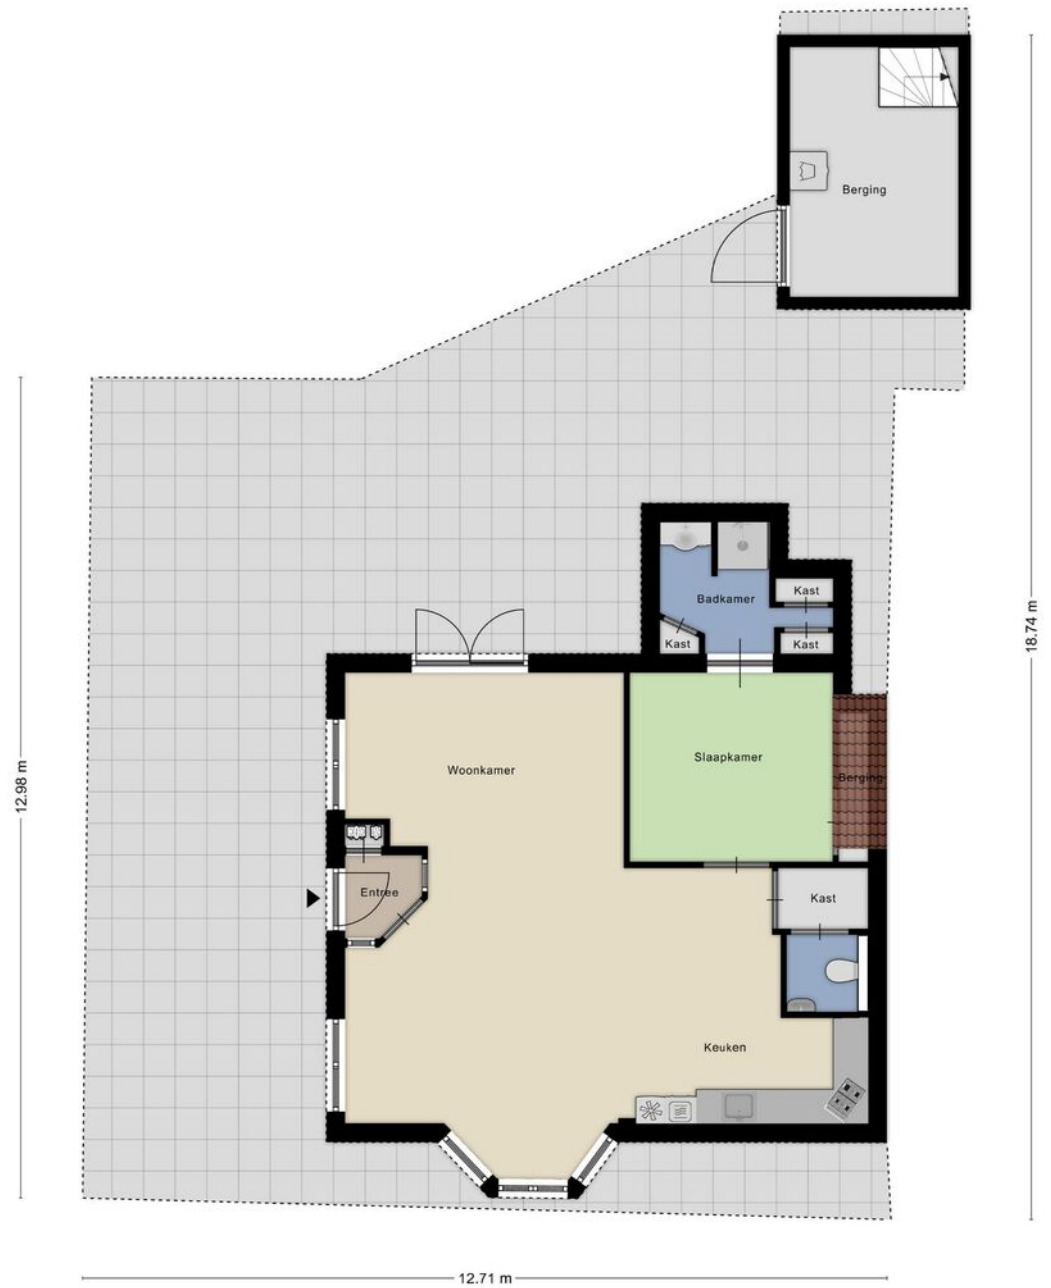 Berging
18.74 m
Kast
Badkamer
Kast
Kast
Woonkamer
Slaapkamer
Berging
12.98 m
Entree
Kast
Keuken
12.71 m